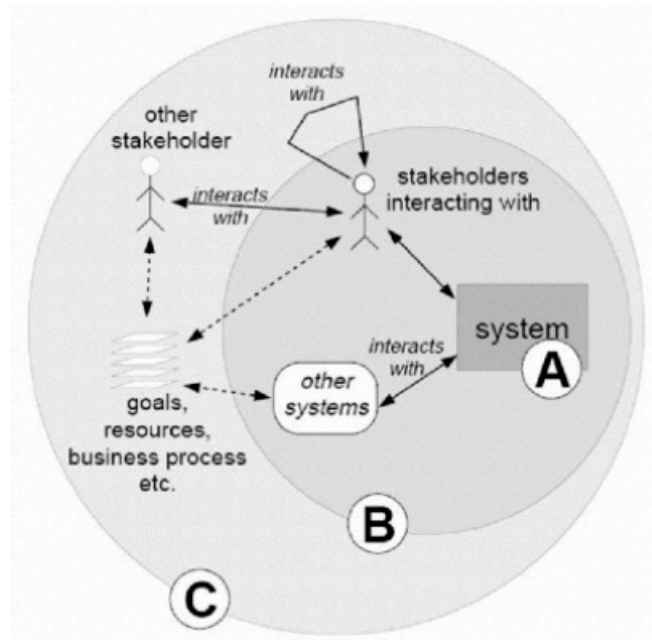 interacts
with
other
stakeholder
interacts
with
stakeholders
interacting with
system
A
interacts
with
other
systems
goals,
resources,
business process
etc.
B
C